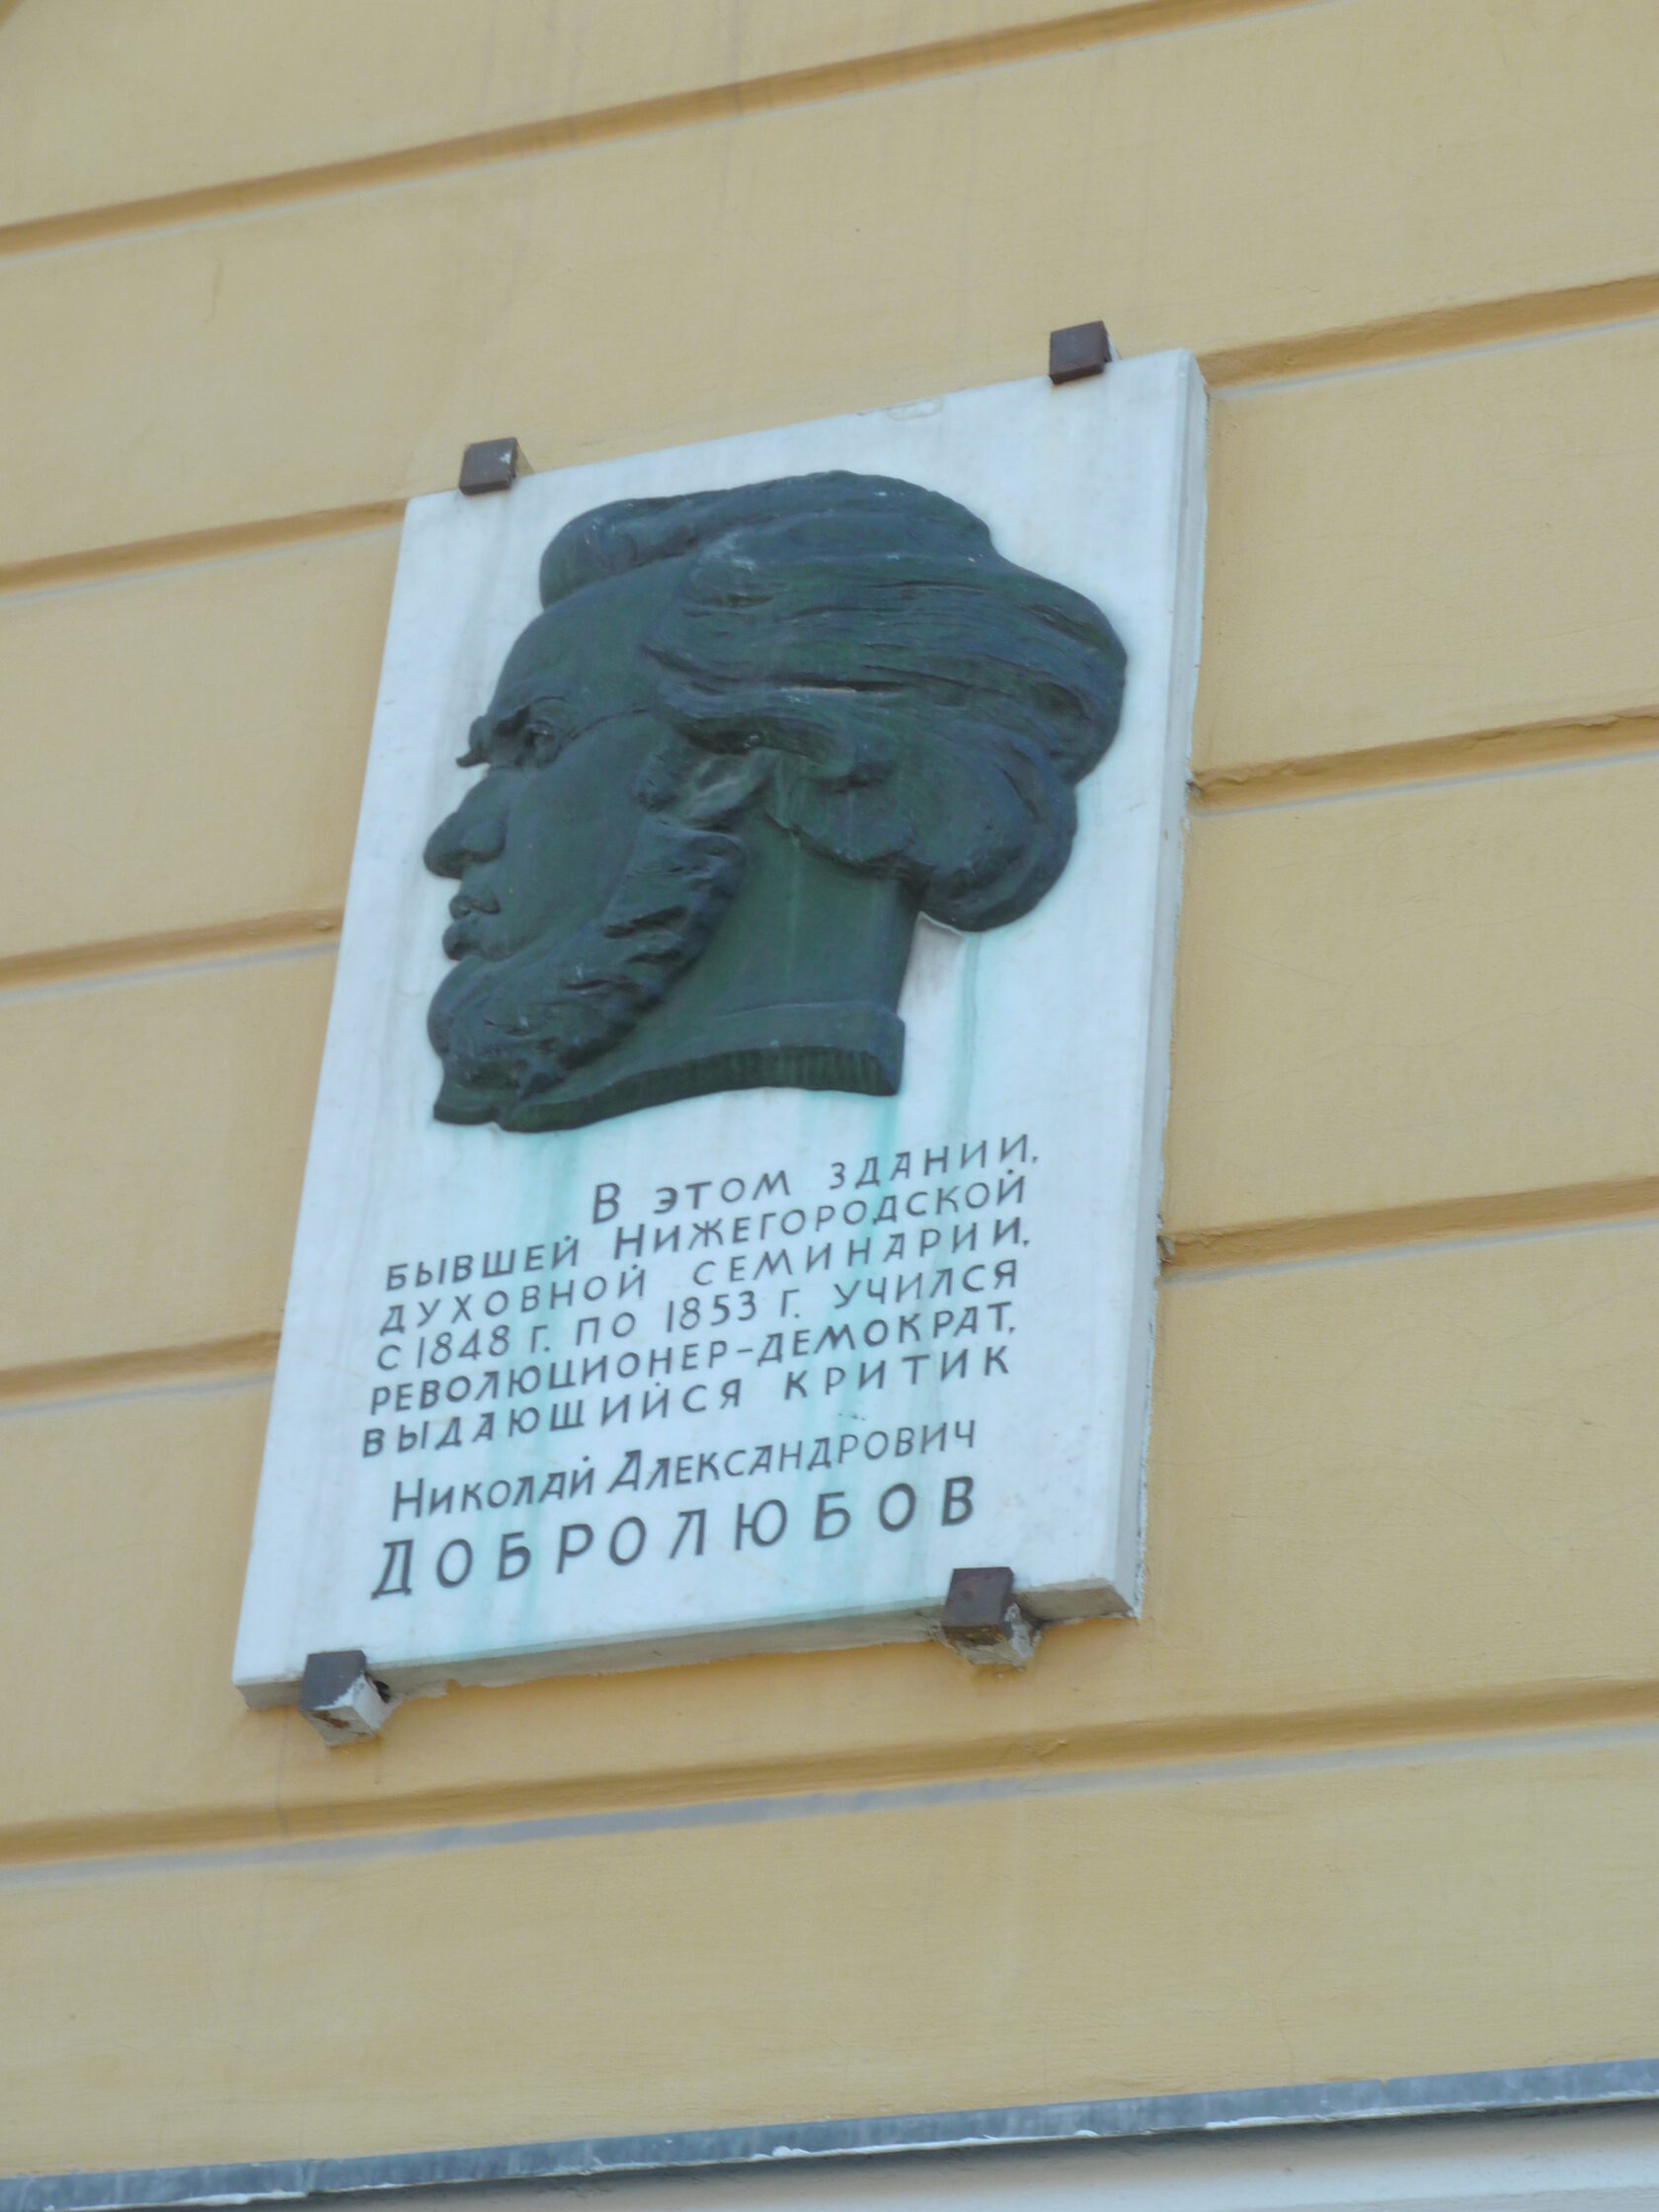 В этом здании,
бывшей Нижегородской
духовной семинарии,
с 1848 г. по 1853 г. учился
революционер-демократ,
выдающийся критик
Николай Александрович
ДОБРОЛЮБОВ